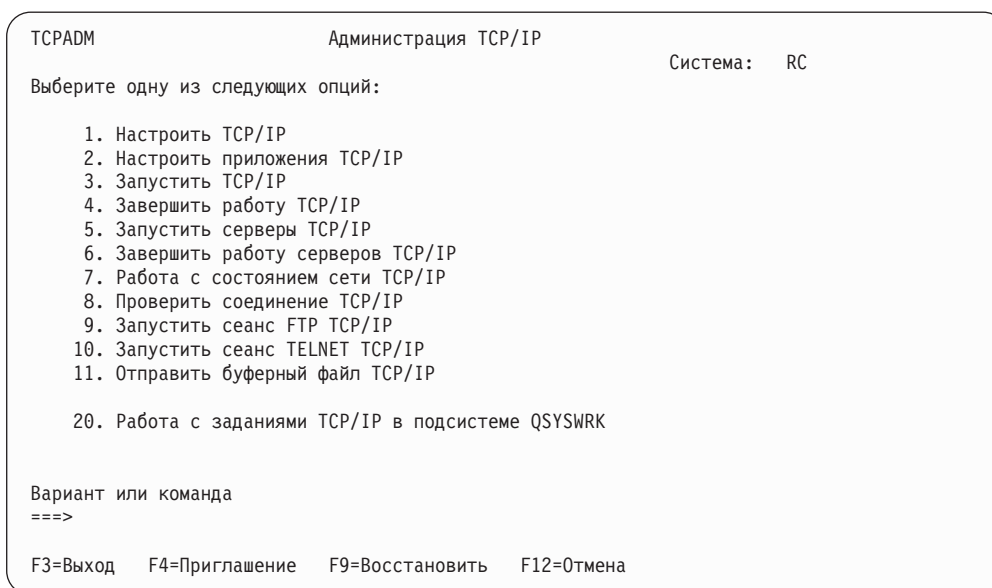 TCPADM Администрация TCP/IP
Система: RC
Выберите одну из следующих опций:
1. Настроить TCP/IP
2. Настроить приложения TCP/IP
3. Запустить TCP/IP
4. Завершить работу TCP/IP
5. Запустить серверы TCP/IP
6. Завершить работу серверов TCP/IP
7. Работа с состоянием сети TCP/IP
8. Проверить соединение TCP/IP
9. Запустить сеанс FTP TCP/IP
10. Запустить сеанс TELNET TCP/IP
11. Отправить буферный файл TCP/IP
20. Работа с заданиями TCP/IP в подсистеме QSYSWRK
Вариант или команда
===>
F3=Выход F4=Приглашение F9=Восстановить F12=Отмена